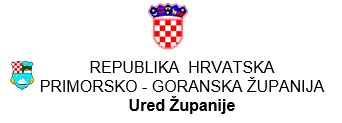 REPUBLIKA HRVATSKA
PRIMORSKO - GORANSKA ŽUPANIJA
Ured Županije